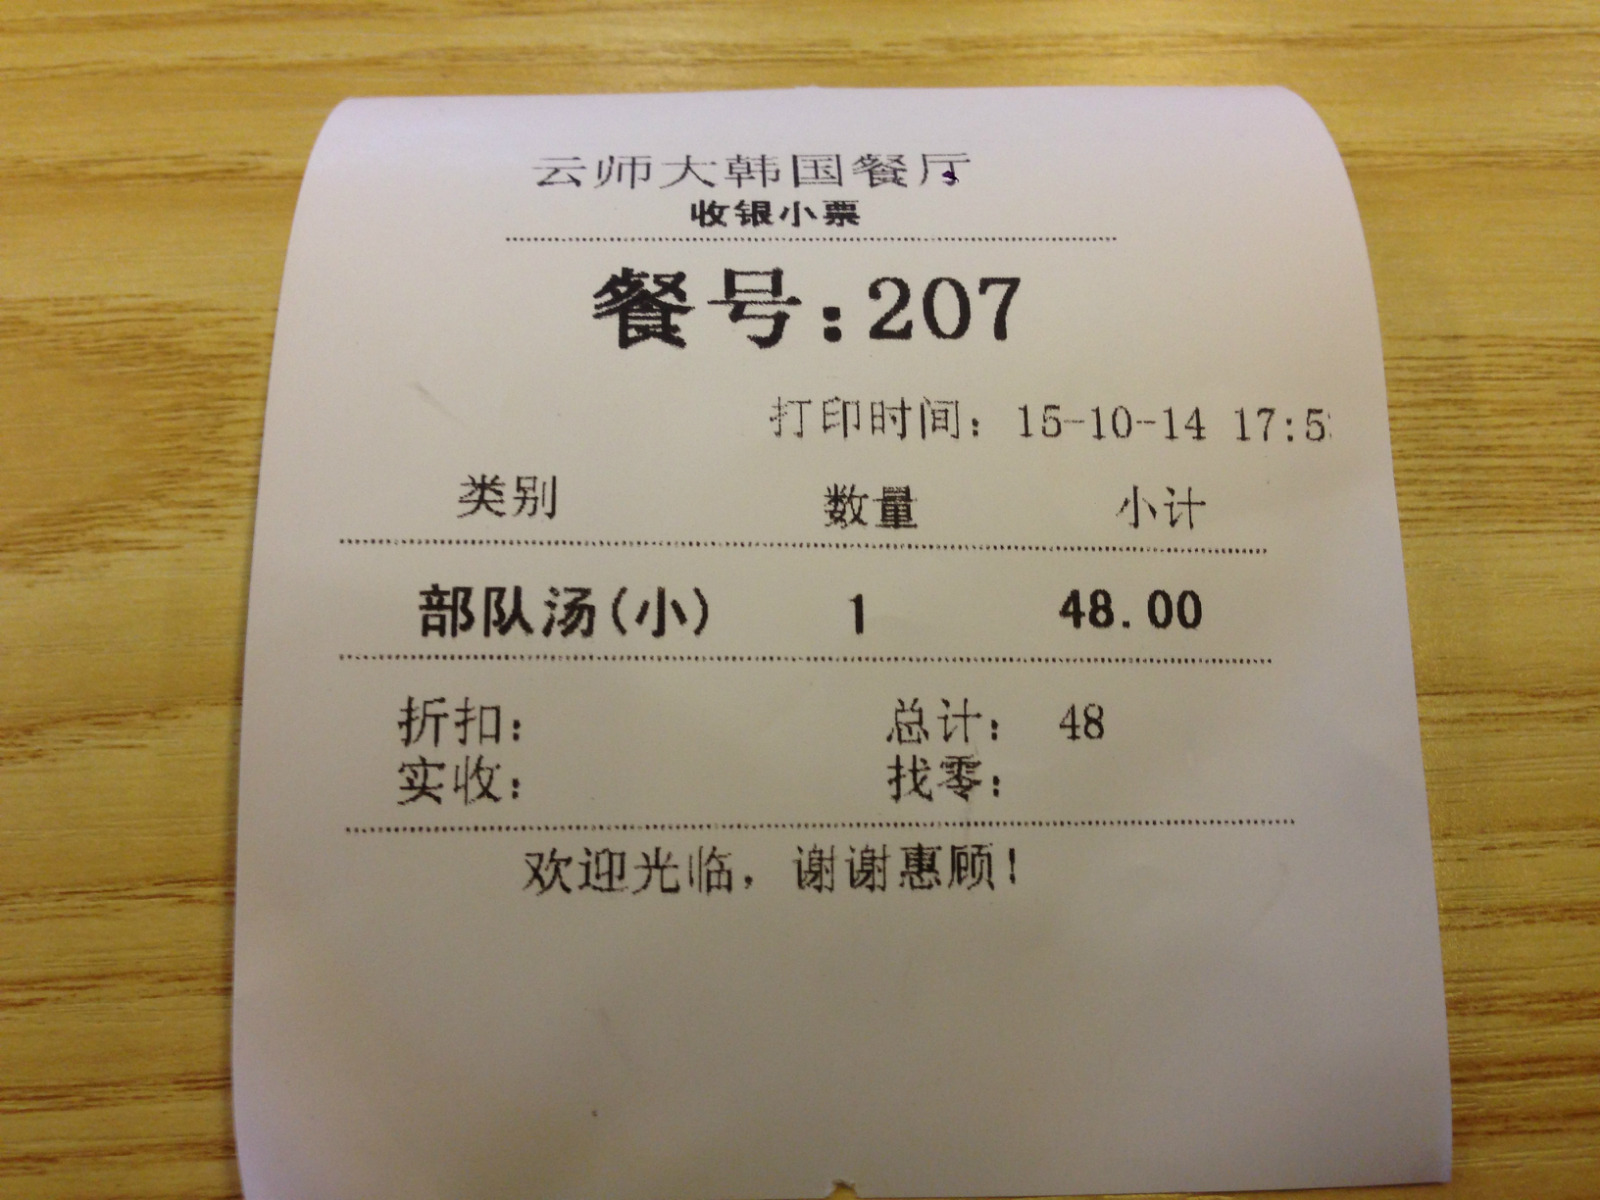 云师大韩国餐厅
收银小票
餐号:207
打印时间: 15-10-14 17:5
类别 数量 小计
部队汤(小) 1 48.00
折扣: 总计: 48
实收: 找零:
欢迎光临, 谢谢惠顾!